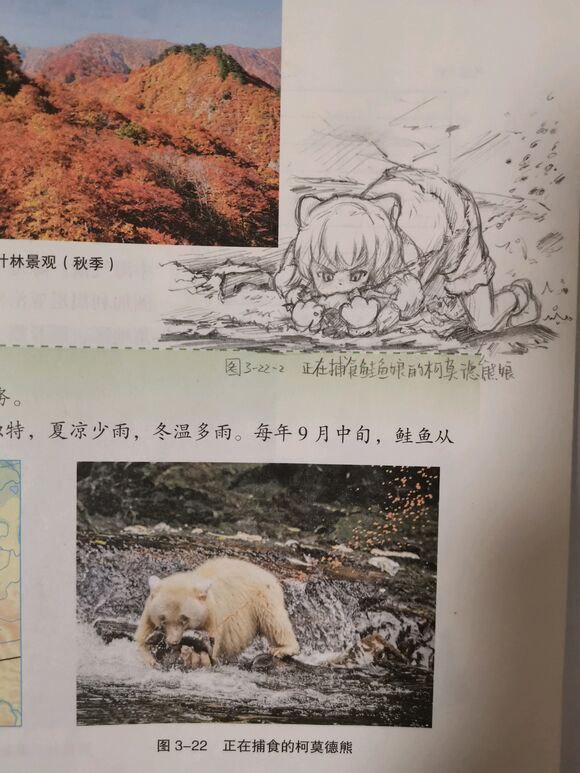 叶林景观（秋季）
图3-22-2 正在捕食鲑鱼娘的柯莫德熊娘
务。
特，夏凉少雨，冬温多雨。每年9月中旬，鲑鱼从
图 3-22 正在捕食的柯莫德熊